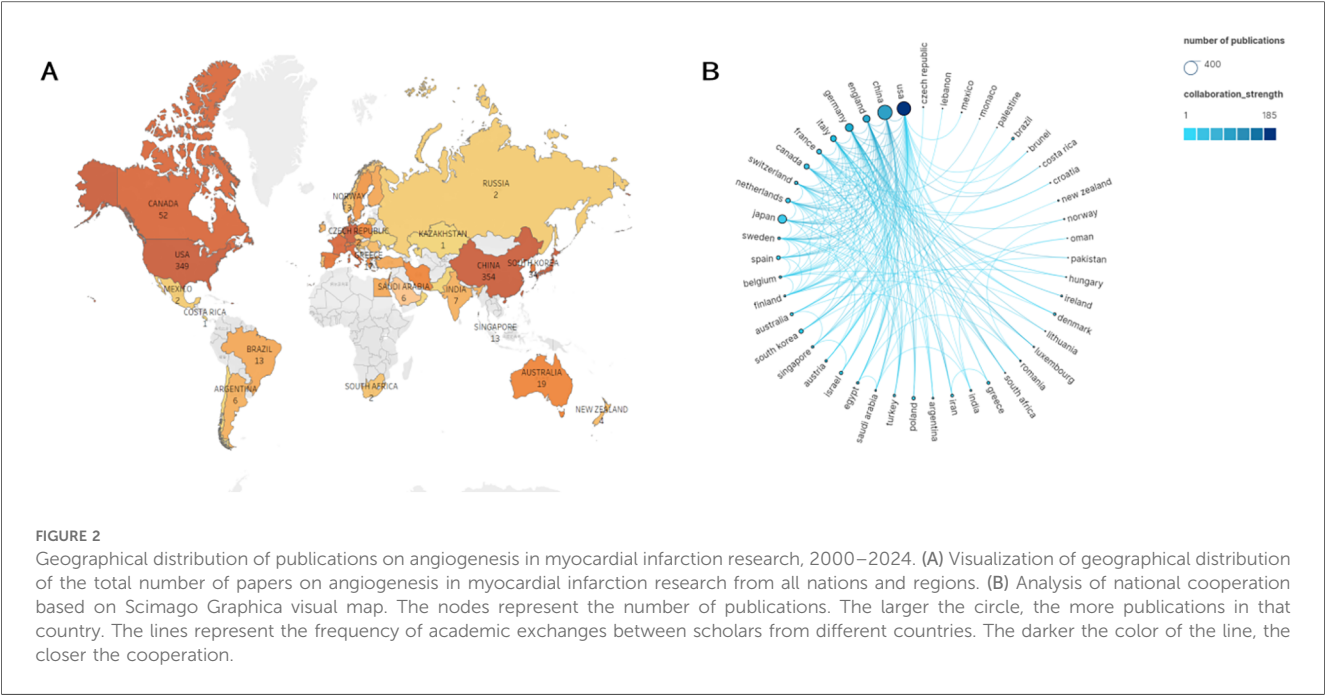 A
CANADA
52
USA
349
MEXICO
2
COSTA RICA
1
BRAZIL
13
ARGENTINA
6
NORWAY
3
CZECH REPUBLIC
2
GREECE
RUSSIA
2
KAZAKHSTAN
1
CHINA
354
SOUTH KOREA
SAUDI ARABIA
6
INDIA
7
SINGAPORE
13
SOUTH AFRICA
2
AUSTRALIA
19
NEW ZEALAND
4
B
usa
czech republic
lebanon
mexico
monaco
palestine
brazil
brunei
costa rica
croatia
new zealand
norway
oman
pakistan
hungary
ireland
denmark
lithuania
luxembourg
romania
south africa
greece
india
iran
argentina
poland
turkey
saudi arabia
egypt
israel
austria
singapore
south korea
australia
finland
belgium
spain
sweden
japan
netherlands
switzerland
canada
france
italy
germany
england
china
number of publications
400
collaboration_strength
1 185
FIGURE 2
Geographical distribution of publications on angiogenesis in myocardial infarction research, 2000–2024. (A) Visualization of geographical distribution
of the total number of papers on angiogenesis in myocardial infarction research from all nations and regions. (B) Analysis of national cooperation
based on Scimago Graphica visual map. The nodes represent the number of publications. The larger the circle, the more publications in that
country. The lines represent the frequency of academic exchanges between scholars from different countries. The darker the color of the line, the
closer the cooperation.